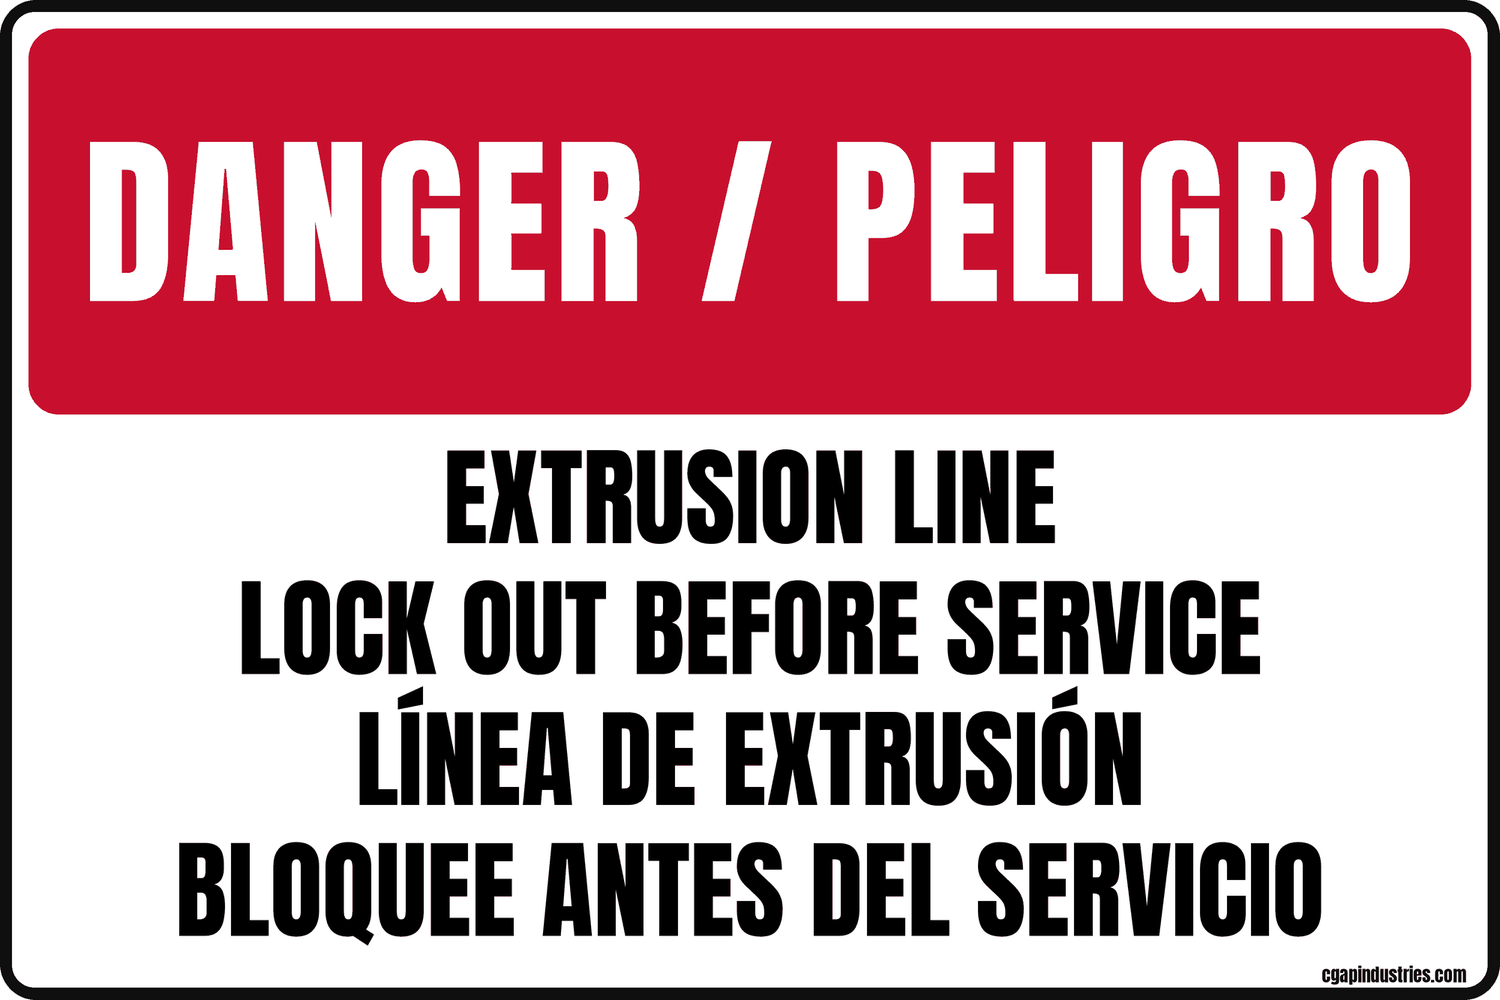 DANGER / PELIGRO
EXTRUSION LINE
LOCK OUT BEFORE SERVICE
LÍNEA DE EXTRUSIÓN
BLOQUEE ANTES DEL SERVICIO
cgapindustries.com